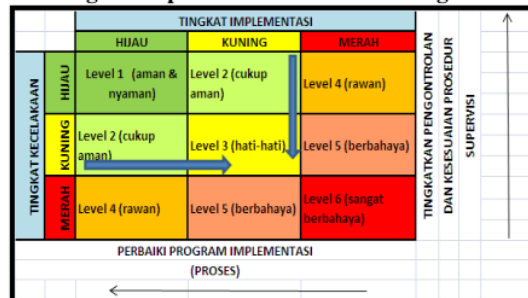 TINGKAT IMPLEMENTASI
HIJAU KUNING MERAH
TINGKAT KECELAKAAN
HIJAU
Level 1 (aman &
nyaman)
Level 2 (cukup
aman)
Level 4 (rawan)
KUNING
Level 2 (cukup
aman)
Level 3 (hati-hati)
Level 5 (berbahaya)
MERAH
Level 4 (rawan)
Level 5 (berbahaya)
Level 6 (sangat
berbahaya)
TINGKATKAN PENGONTROLAN
DAN KESESUAIAN PROSEDUR
SUPERVISI
PERBAIKI PROGRAM IMPLEMENTASI
(PROSES)